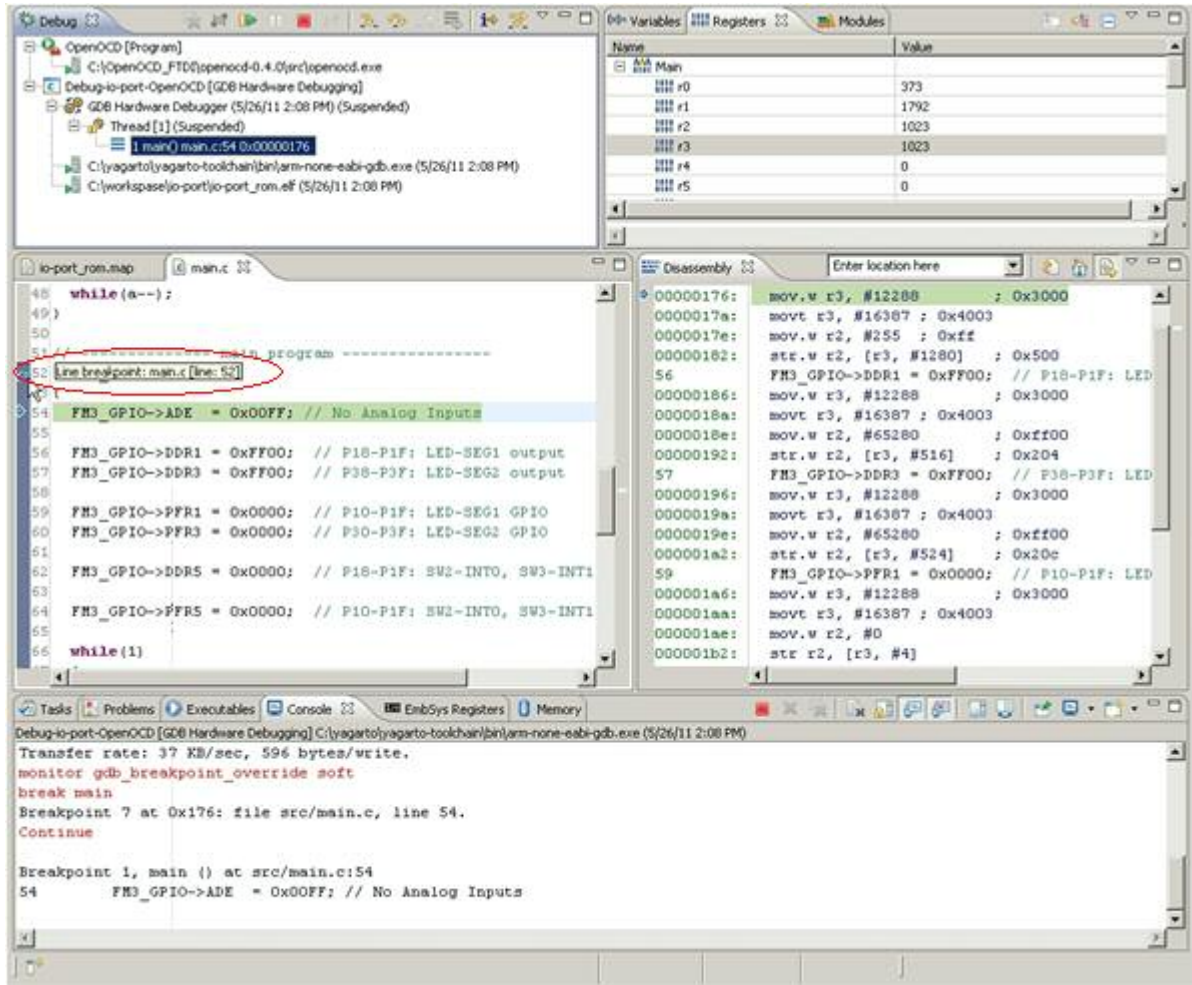 Debug
OpenOCD [Program]
C:\OpenOCD_FTDI\openocd-0.4.0\src\openocd.exe
Debug-io-port-OpenOCD [GDB Hardware Debugging]
GDB Hardware Debugger (5/26/11 2:08 PM) (Suspended)
Thread [1] (Suspended)
1 main() main.c:54 0x00000176
C:\yagarto\yagarto-toolchain\bin\arm-none-eabi-gdb.exe (5/26/11 2:08 PM)
C:\workspase\io-port\io-port_rom.elf (5/26/11 2:08 PM)
Variables Registers Modules
Name Value
Main
r0 373
r1 1792
r2 1023
r3 1023
r4 0
r5 0
io-port_rom.map main.c
48 while(a--);
49 }
50
51 // --------------- main program ----------------
52 Line breakpoint: main.c [line: 52]
{
54 FM3_GPIO->ADE = 0x00FF; // No Analog Inputs
55
56 FM3_GPIO->DDR1 = 0xFF00; // P18-P1F: LED-SEG1 output
57 FM3_GPIO->DDR3 = 0xFF00; // P38-P3F: LED-SEG2 output
58
59 FM3_GPIO->PFR1 = 0x0000; // P10-P1F: LED-SEG1 GPIO
60 FM3_GPIO->PFR3 = 0x0000; // P30-P3F: LED-SEG2 GPIO
61
62 FM3_GPIO->DDR5 = 0x0000; // P18-P1F: SW2-INT0, SW3-INT1
63
64 FM3_GPIO->PFR5 = 0x0000; // P10-P1F: SW2-INT0, SW3-INT1
65
66 while(1)
Disassembly Enter location here
00000176: mov.w r3, #12288 ; 0x3000
0000017a: movt r3, #16387 ; 0x4003
0000017e: mov.w r2, #255 ; 0xff
00000182: str.w r2, [r3, #1280] ; 0x500
56 FM3_GPIO->DDR1 = 0xFF00; // P18-P1F: LED
00000186: mov.w r3, #12288 ; 0x3000
0000018a: movt r3, #16387 ; 0x4003
0000018e: mov.w r2, #65280 ; 0xff00
00000192: str.w r2, [r3, #516] ; 0x204
57 FM3_GPIO->DDR3 = 0xFF00; // P38-P3F: LED
00000196: mov.w r3, #12288 ; 0x3000
0000019a: movt r3, #16387 ; 0x4003
0000019e: mov.w r2, #65280 ; 0xff00
000001a2: str.w r2, [r3, #524] ; 0x20c
59 FM3_GPIO->PFR1 = 0x0000; // P10-P1F: LED
000001a6: mov.w r3, #12288 ; 0x3000
000001aa: movt r3, #16387 ; 0x4003
000001ae: mov.w r2, #0
000001b2: str r2, [r3, #4]
Tasks Problems Executables Console EmbSys Registers Memory
Debug-io-port-OpenOCD [GDB Hardware Debugging] C:\yagarto\yagarto-toolchain\bin\arm-none-eabi-gdb.exe (5/26/11 2:08 PM)
Transfer rate: 37 KB/sec, 596 bytes/write.
monitor gdb_breakpoint_override soft
break main
Breakpoint 7 at 0x176: file src/main.c, line 54.
Continue
Breakpoint 1, main () at src/main.c:54
54 FM3_GPIO->ADE = 0x00FF; // No Analog Inputs